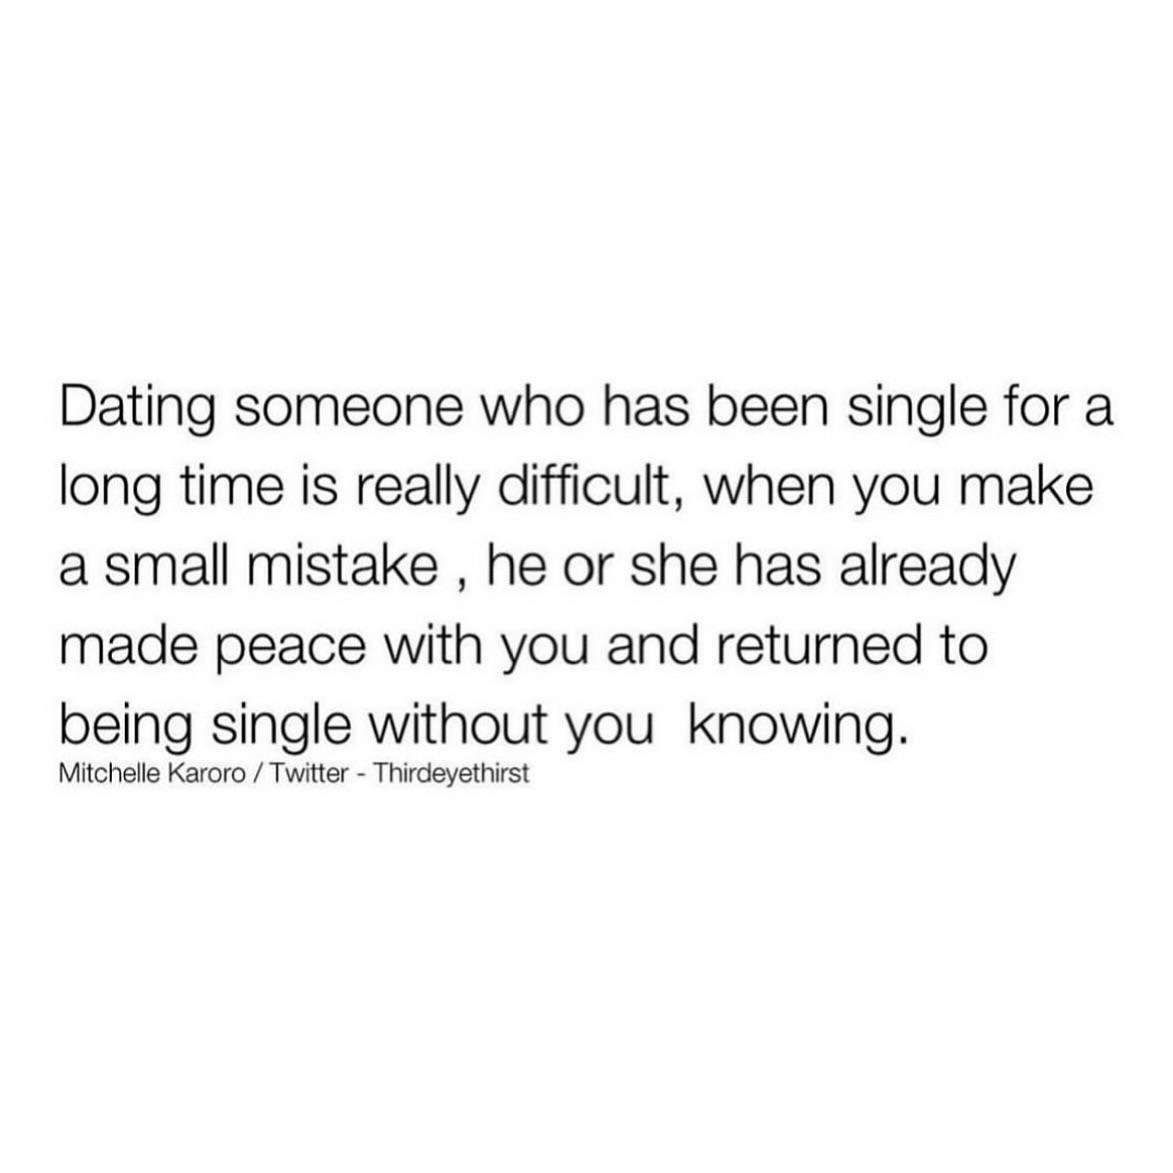 Dating someone who has been single for a
long time is really difficult, when you make
a small mistake , he or she has already
made peace with you and returned to
being single without you  knowing.
Mitchelle Karoro / Twitter - Thirdeyethirst